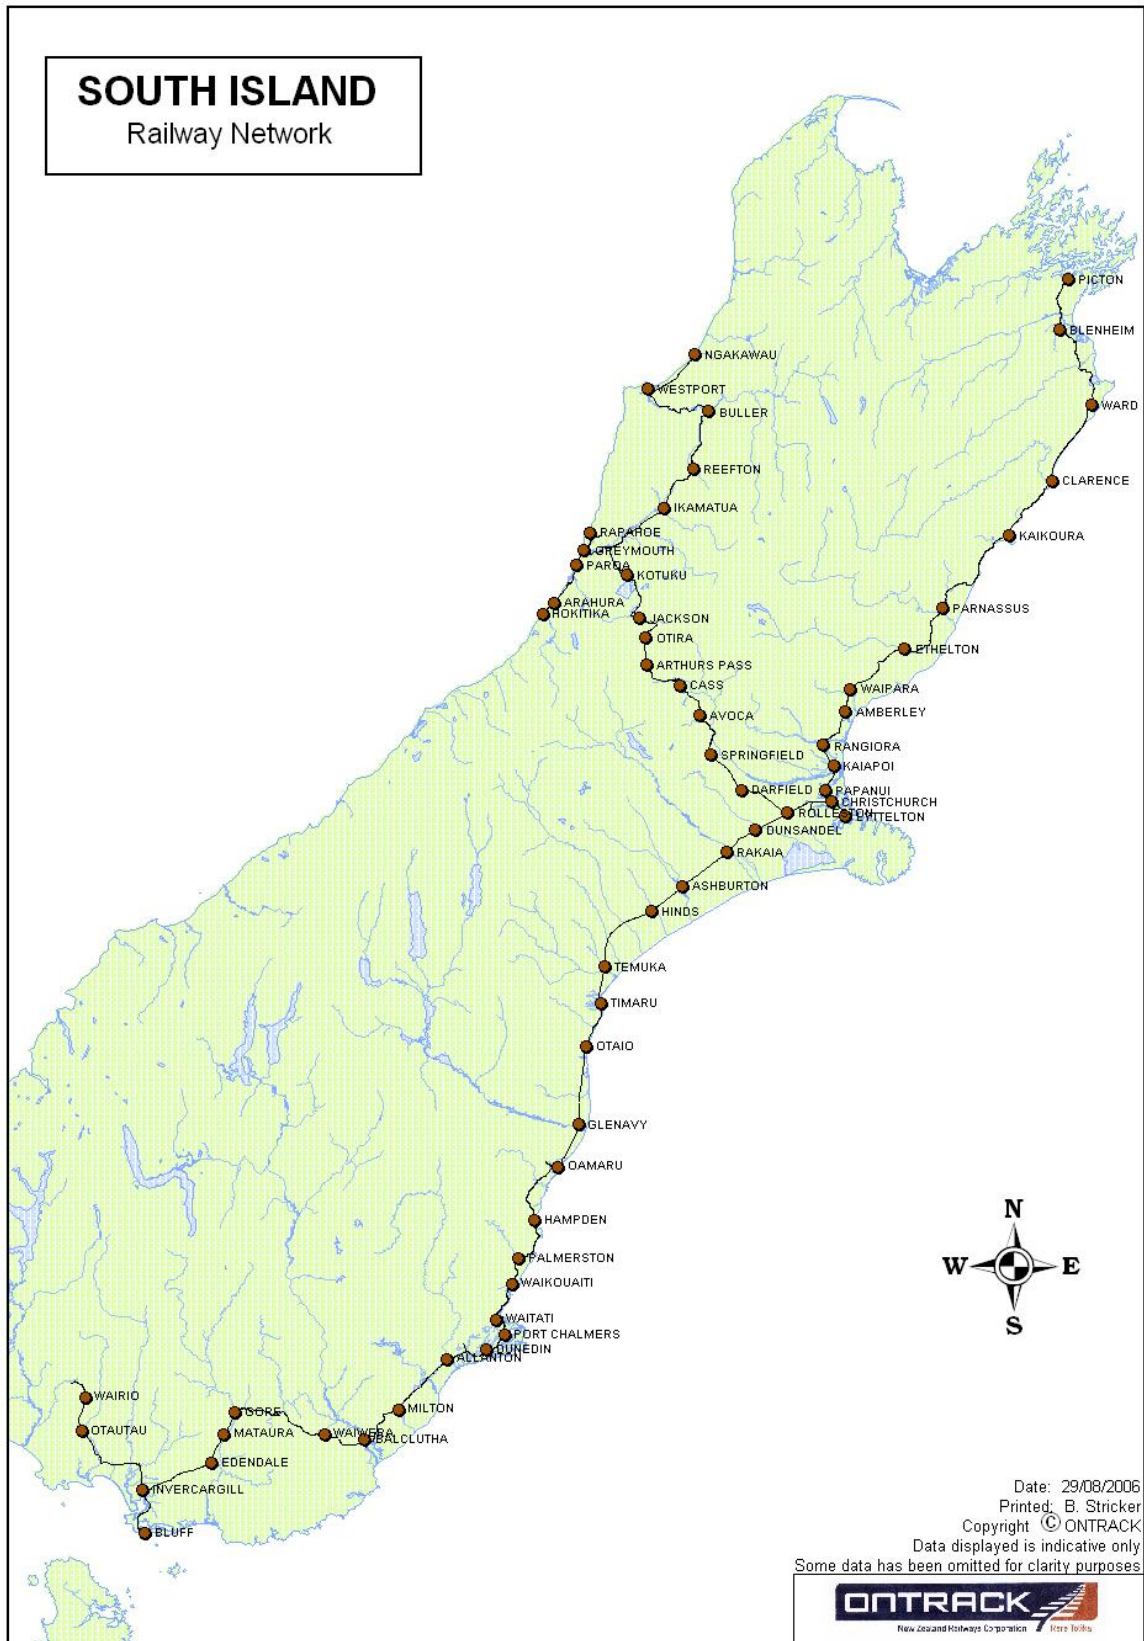 SOUTH ISLAND
Railway Network
PICTON
BLENHEIM
NGAKAWAU
WESTPORT
WARD
BULLER
REEFTON
CLARENCE
IKAMATUA
RAPAHOE
KAIKOURA
GREYMOUTH
PAROA
KOTUKU
ARAHURA
PARNASSUS
HOKITIKA
JACKSON
OTIRA
ETHELTON
ARTHURS PASS
CASS
WAIPARA
AMBERLEY
AVOCA
RANGIORA
SPRINGFIELD
KAIAPOI
DARFIELD
PAPANUI
CHRISTCHURCH
ROLLESTON
LYTTELTON
DUNSANDEL
RAKAIA
ASHBURTON
HINDS
TEMUKA
TIMARU
OTAIO
GLENAVY
OAMARU
HAMPDEN
PALMERSTON
WAIKOUAITI
WAITATI
PORT CHALMERS
DUNEDIN
ALLANTON
WAIRIO
MILTON
GORE
OTAUTAU
MATAURA
WAIWERA
BALCLUTHA
EDENDALE
INVERCARGILL
BLUFF
N
W E
S
Date: 29/08/2006
Printed: B. Stricker
Copyright © ONTRACK
Data displayed is indicative only
Some data has been omitted for clarity purposes
ONTRACK
New Zealand Railways Corporation